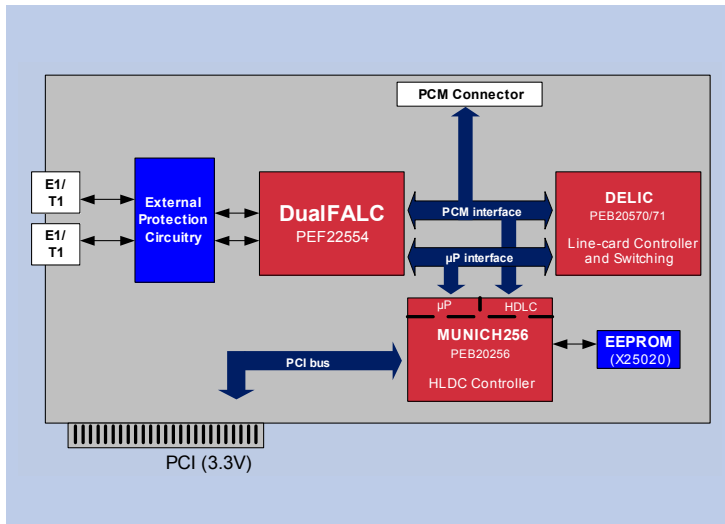 PCM Connector
E1/
T1
E1/
T1
External
Protection
Circuitry
DualFALC
PEF22554
PCM interface
µP interface
DELIC
PEB20570/71
Line-card Controller
and Switching
µP
HDLC
MUNICH256
PEB20256
HLDC Controller
EEPROM
(X25020)
PCI bus
PCI (3.3V)